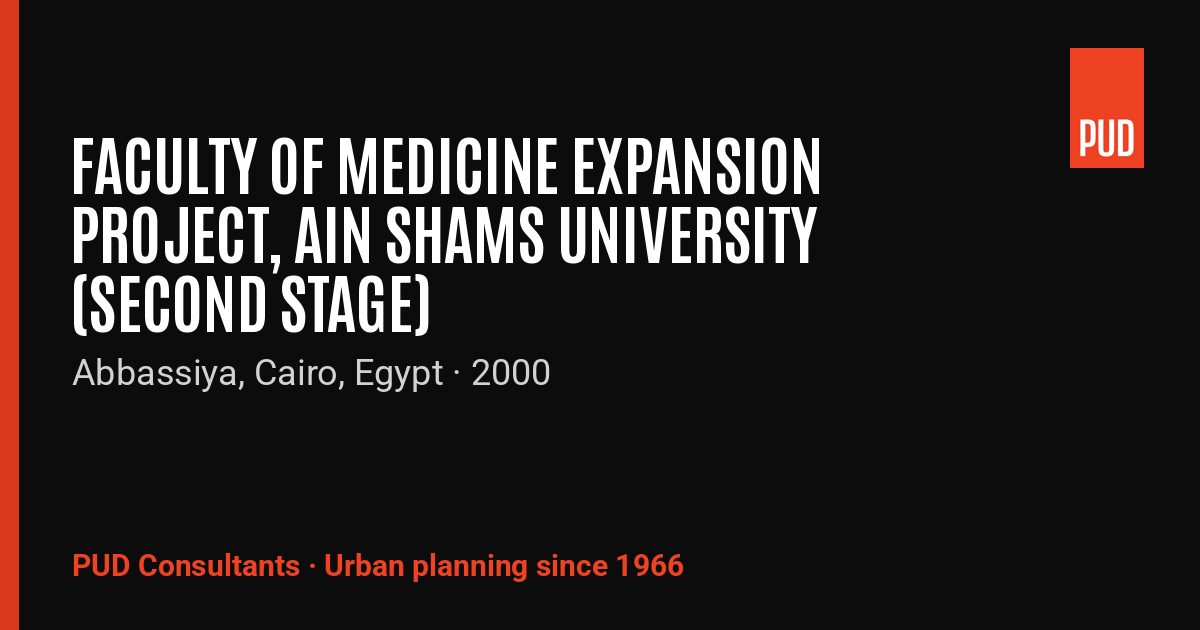 PUD
FACULTY OF MEDICINE EXPANSION
PROJECT, AIN SHAMS UNIVERSITY
(SECOND STAGE)
Abbassiya, Cairo, Egypt · 2000
PUD Consultants · Urban planning since 1966